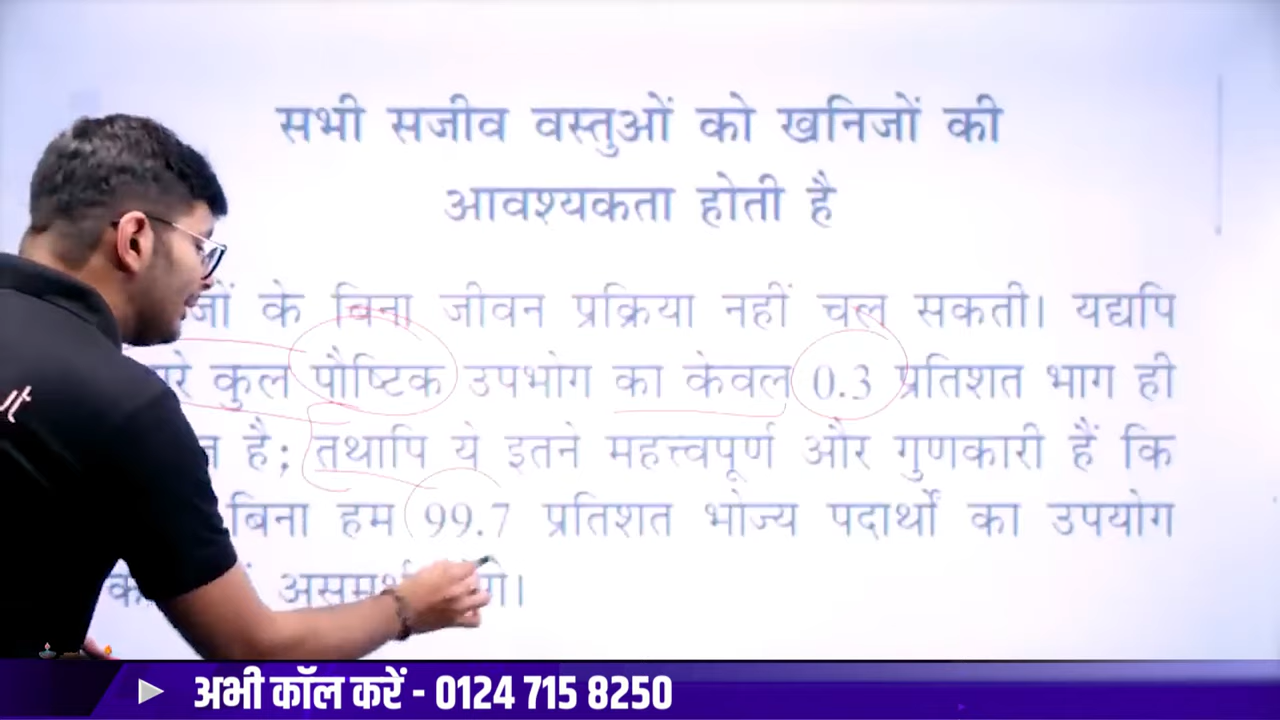 सभी सजीव वस्तुओं को खनिजों की
आवश्यकता होती है
के बिना जीवन प्रक्रिया नहीं चल सकती। यद्यपि
कुल पौष्टिक उपभोग का केवल 0.3 प्रतिशत भाग ही
है; तथापि ये इतने महत्त्वपूर्ण और गुणकारी हैं कि
बिना हम 99.7 प्रतिशत भोज्य पदार्थों का उपयोग
अभी कॉल करें - 0124 715 8250